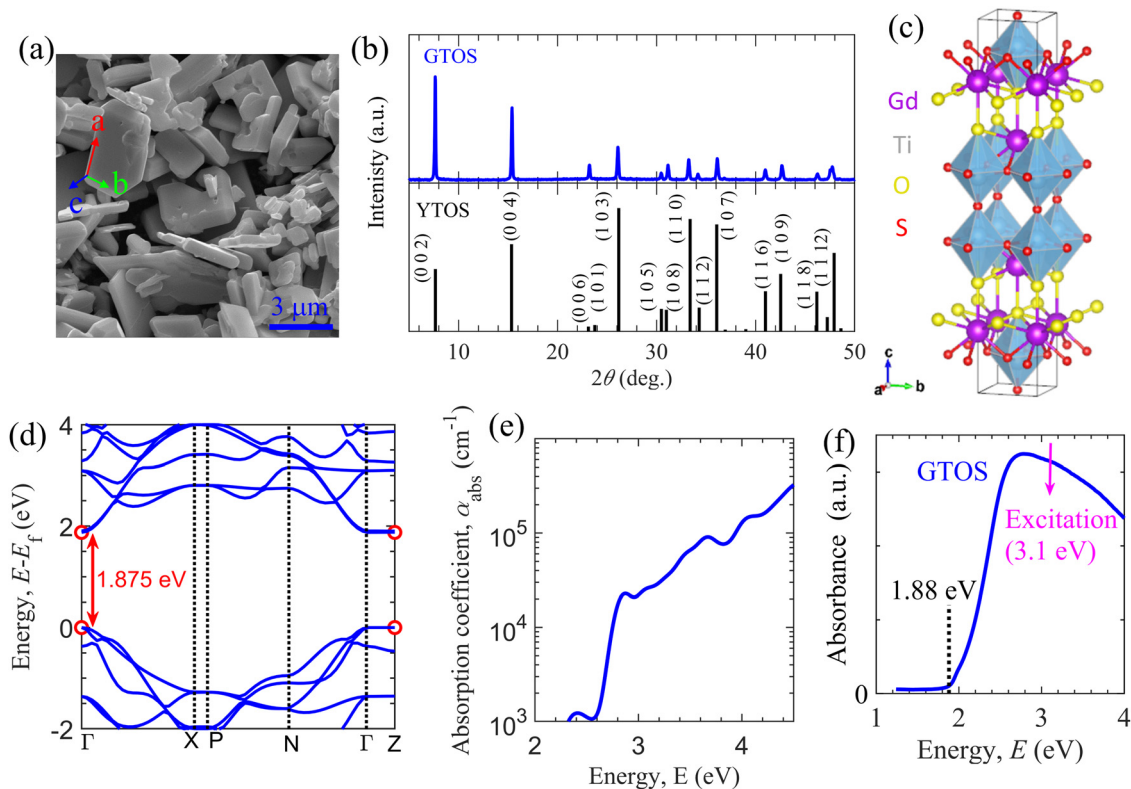 (a)
a
b
c
3 μm
(b)
GTOS
YTOS
Intenisty (a.u.)
(0 0 2)
(0 0 4)
(0 0 6)
(1 0 1)
(1 0 3)
(1 0 5)
(1 0 8)
(1 1 0)
(1 1 2)
(1 0 7)
(1 1 6)
(1 0 9)
(1 1 8)
(1 1 12)
10 20 30 40 50
2θ (deg.)
(c)
Gd
Ti
O
S
c
a
b
(d)
Energy, E-Ef (eV)
4
2
0
-2
1.875 eV
Γ X P N Γ Z
(e)
Absorption coefficient, αabs (cm-1)
10^5
10^4
10^3
2 3 4
Energy, E (eV)
(f)
GTOS
Excitation
(3.1 eV)
1.88 eV
Absorbance (a.u.)
0
1 2 3 4
Energy, E (eV)